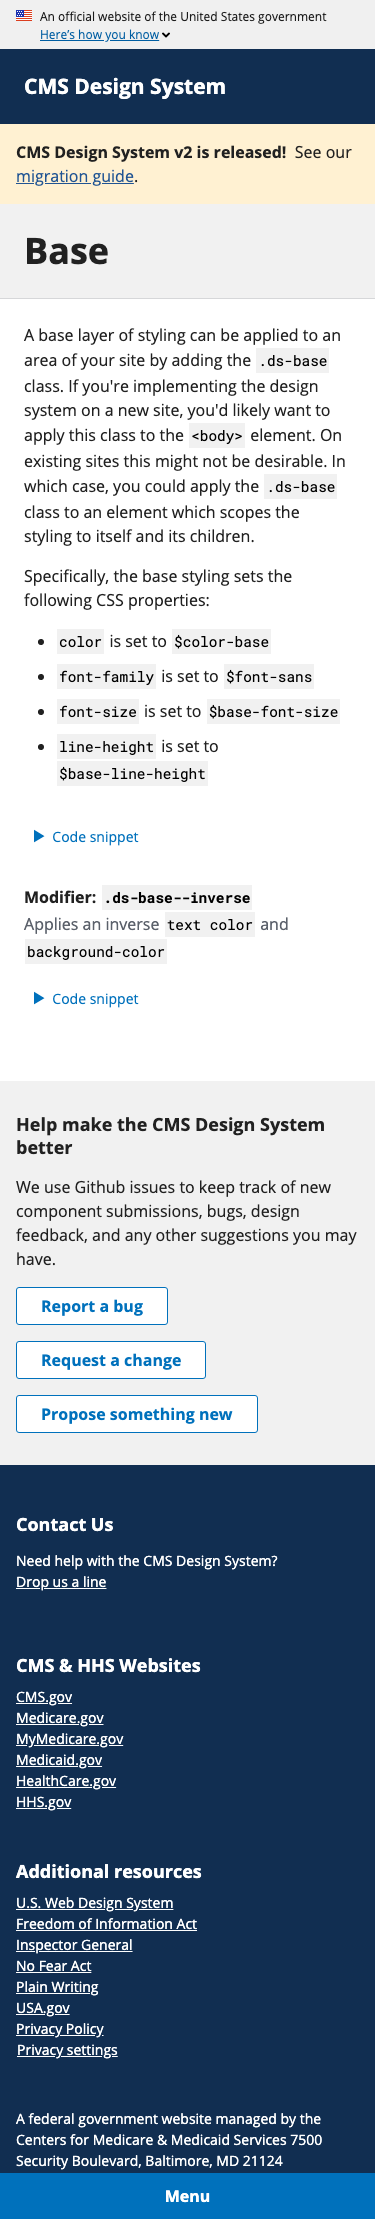 An official website of the United States government
Here's how you know
CMS Design System
CMS Design System v2 is released! See our
migration guide.
Base
A base layer of styling can be applied to an
area of your site by adding the .ds-base
class. If you're implementing the design
system on a new site, you'd likely want to
apply this class to the <body> element. On
existing sites this might not be desirable. In
which case, you could apply the .ds-base
class to an element which scopes the
styling to itself and its children.
Specifically, the base styling sets the
following CSS properties:
color is set to $color-base
font-family is set to $font-sans
font-size is set to $base-font-size
line-height is set to
$base-line-height
Code snippet
Modifier: .ds-base--inverse
Applies an inverse text color and
background-color
Code snippet
Help make the CMS Design System
better
We use Github issues to keep track of new
component submissions, bugs, design
feedback, and any other suggestions you may
have.
Report a bug
Request a change
Propose something new
Contact Us
Need help with the CMS Design System?
Drop us a line
CMS & HHS Websites
CMS.gov
Medicare.gov
MyMedicare.gov
Medicaid.gov
HealthCare.gov
HHS.gov
Additional resources
U.S. Web Design System
Freedom of Information Act
Inspector General
No Fear Act
Plain Writing
USA.gov
Privacy Policy
Privacy settings
A federal government website managed by the
Centers for Medicare & Medicaid Services 7500
Security Boulevard, Baltimore, MD 21124
Menu